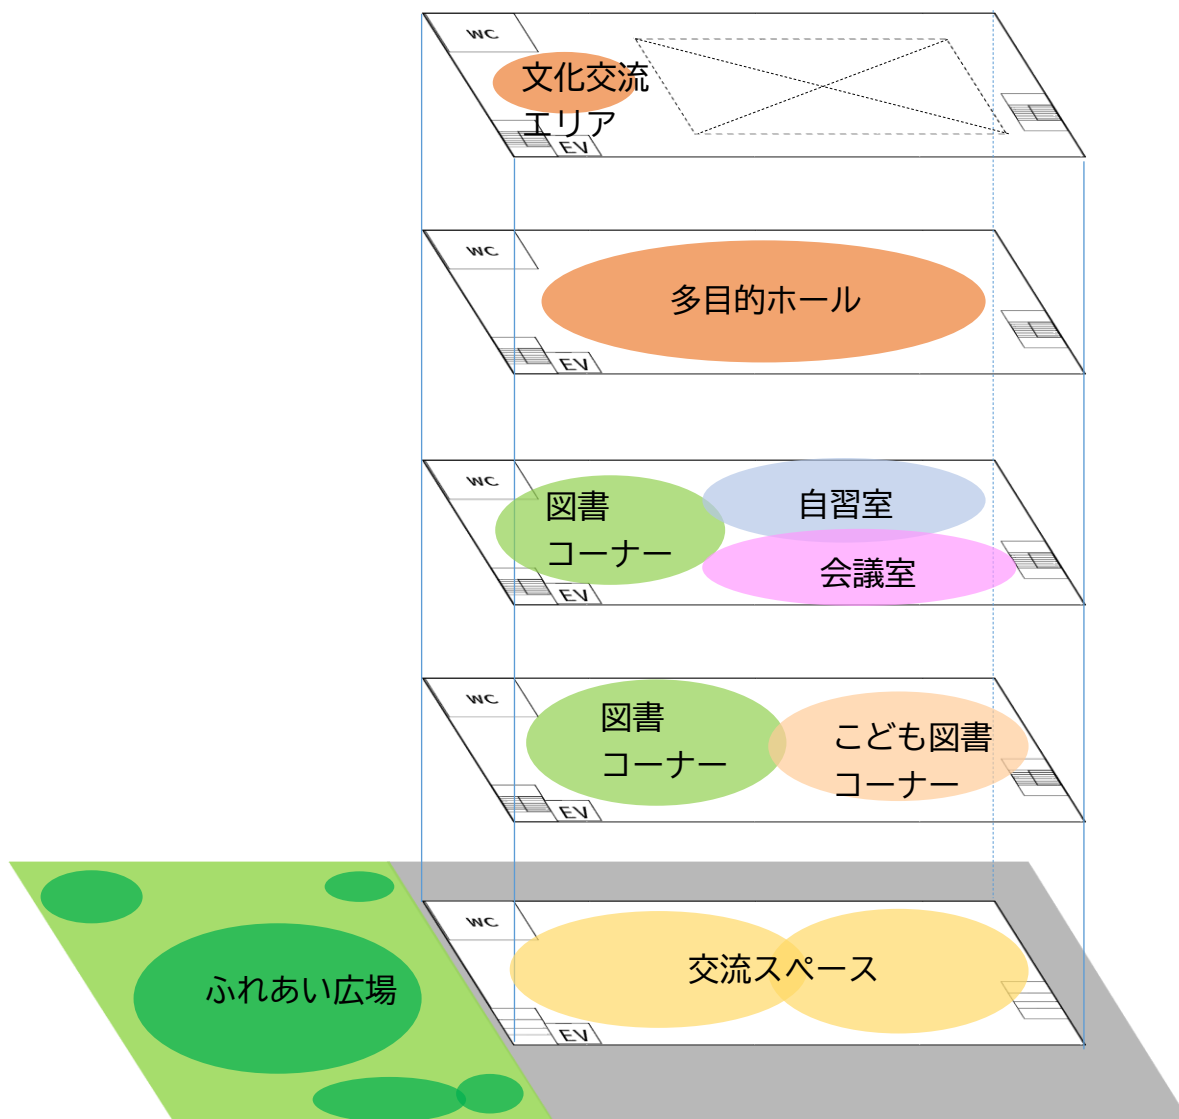 WC
文化交流
エリア
EV
WC
多目的ホール
EV
WC
図書
コーナー
自習室
会議室
EV
WC
図書
コーナー
こども図書
コーナー
EV
WC
交流スペース
ふれあい広場
EV